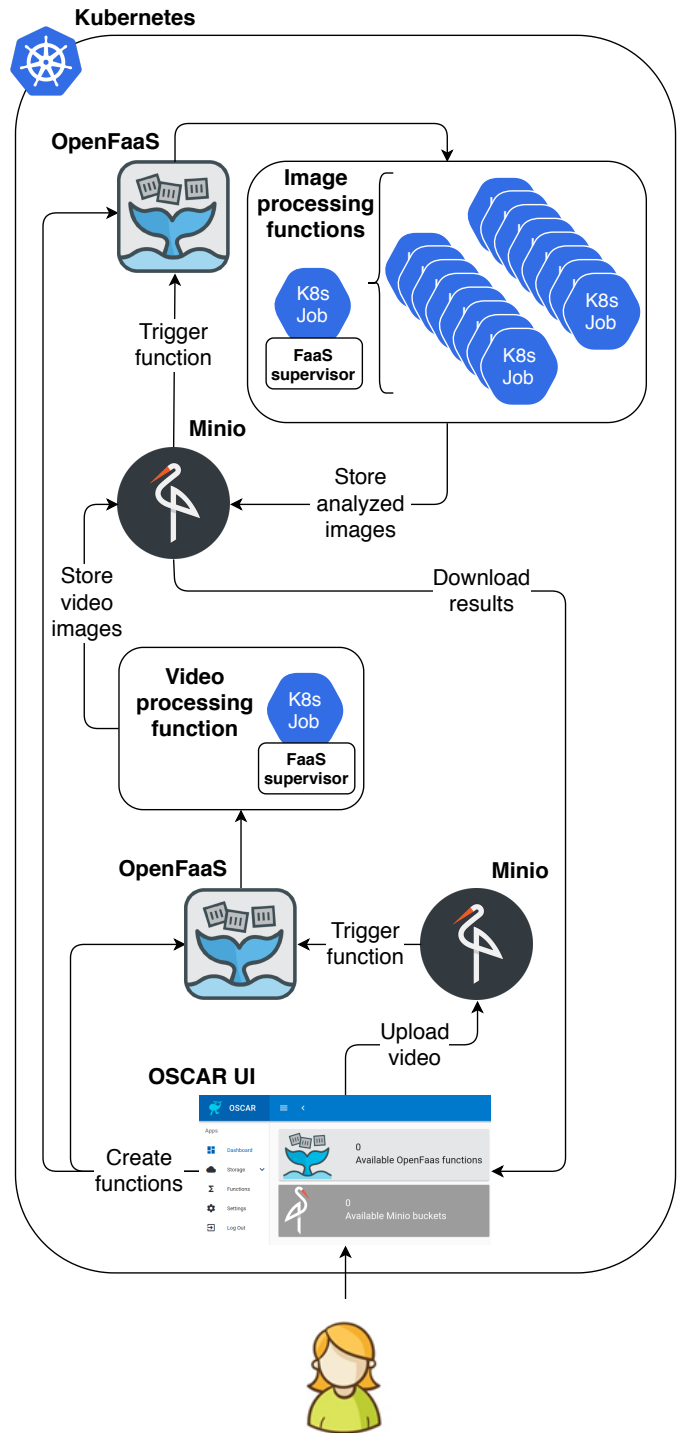 Kubernetes
OpenFaaS
Image
processing
functions
K8s
Job
FaaS
supervisor
K8s
Job
K8s
Job
Trigger
function
Minio
Store
analyzed
images
Store
video
images
Download
results
Video
processing
function
K8s
Job
FaaS
supervisor
OpenFaaS
Minio
Trigger
function
Upload
video
OSCAR UI
OSCAR
Apps
Dashboard
Storage
Functions
Settings
Log Out
0
Available OpenFaas functions
0
Available Minio buckets
Create
functions